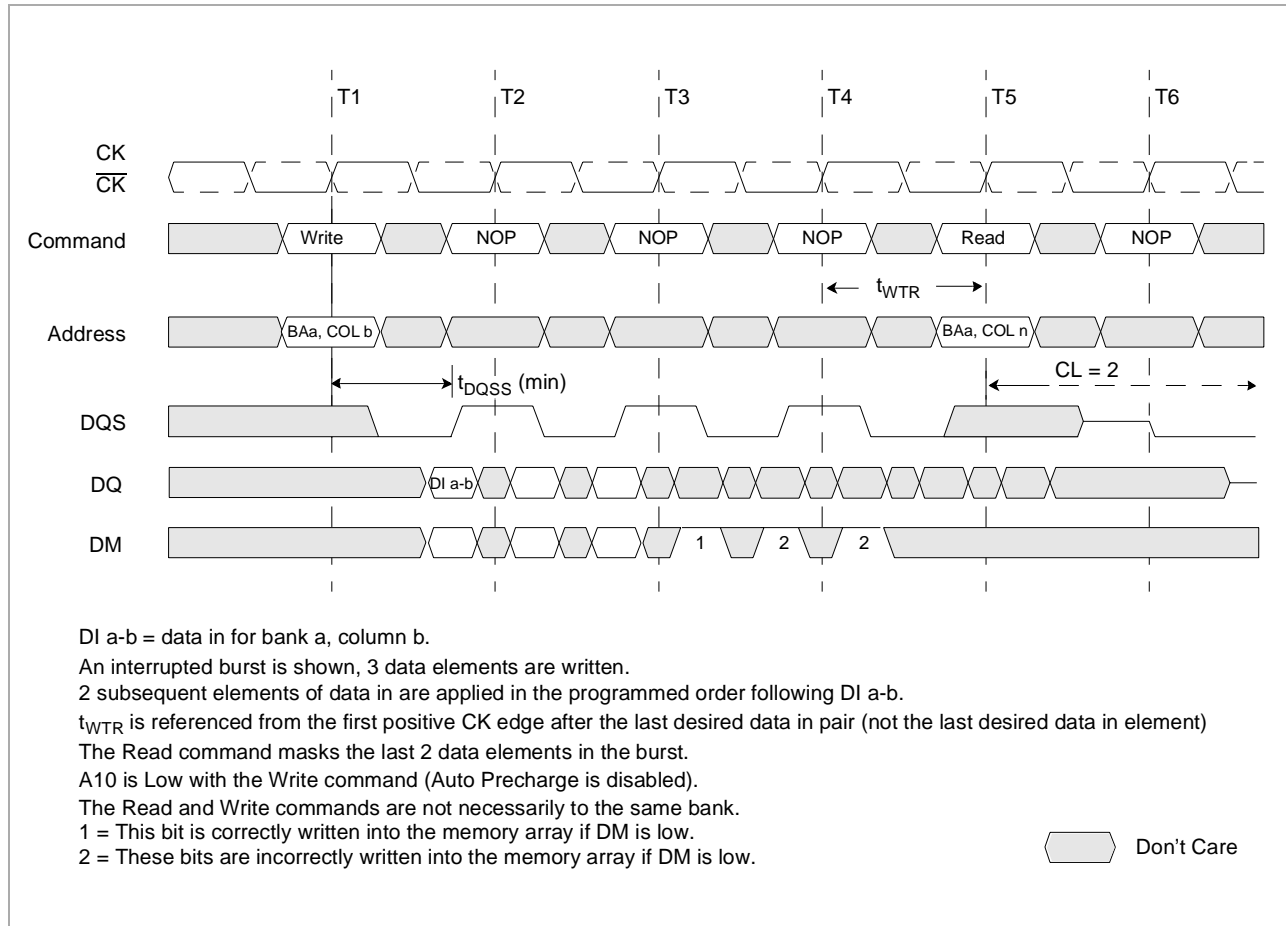 T1 T2 T3 T4 T5 T6
CK
CK
Command Write NOP NOP NOP Read NOP
tWTR
Address BAa, COL b BAa, COL n
tDQSS (min) CL = 2
DQS
DQ DI a-b
DM 1 2 2
DI a-b = data in for bank a, column b.
An interrupted burst is shown, 3 data elements are written.
2 subsequent elements of data in are applied in the programmed order following DI a-b.
tWTR is referenced from the first positive CK edge after the last desired data in pair (not the last desired data in element)
The Read command masks the last 2 data elements in the burst.
A10 is Low with the Write command (Auto Precharge is disabled).
The Read and Write commands are not necessarily to the same bank.
1 = This bit is correctly written into the memory array if DM is low.
2 = These bits are incorrectly written into the memory array if DM is low.
Don't Care